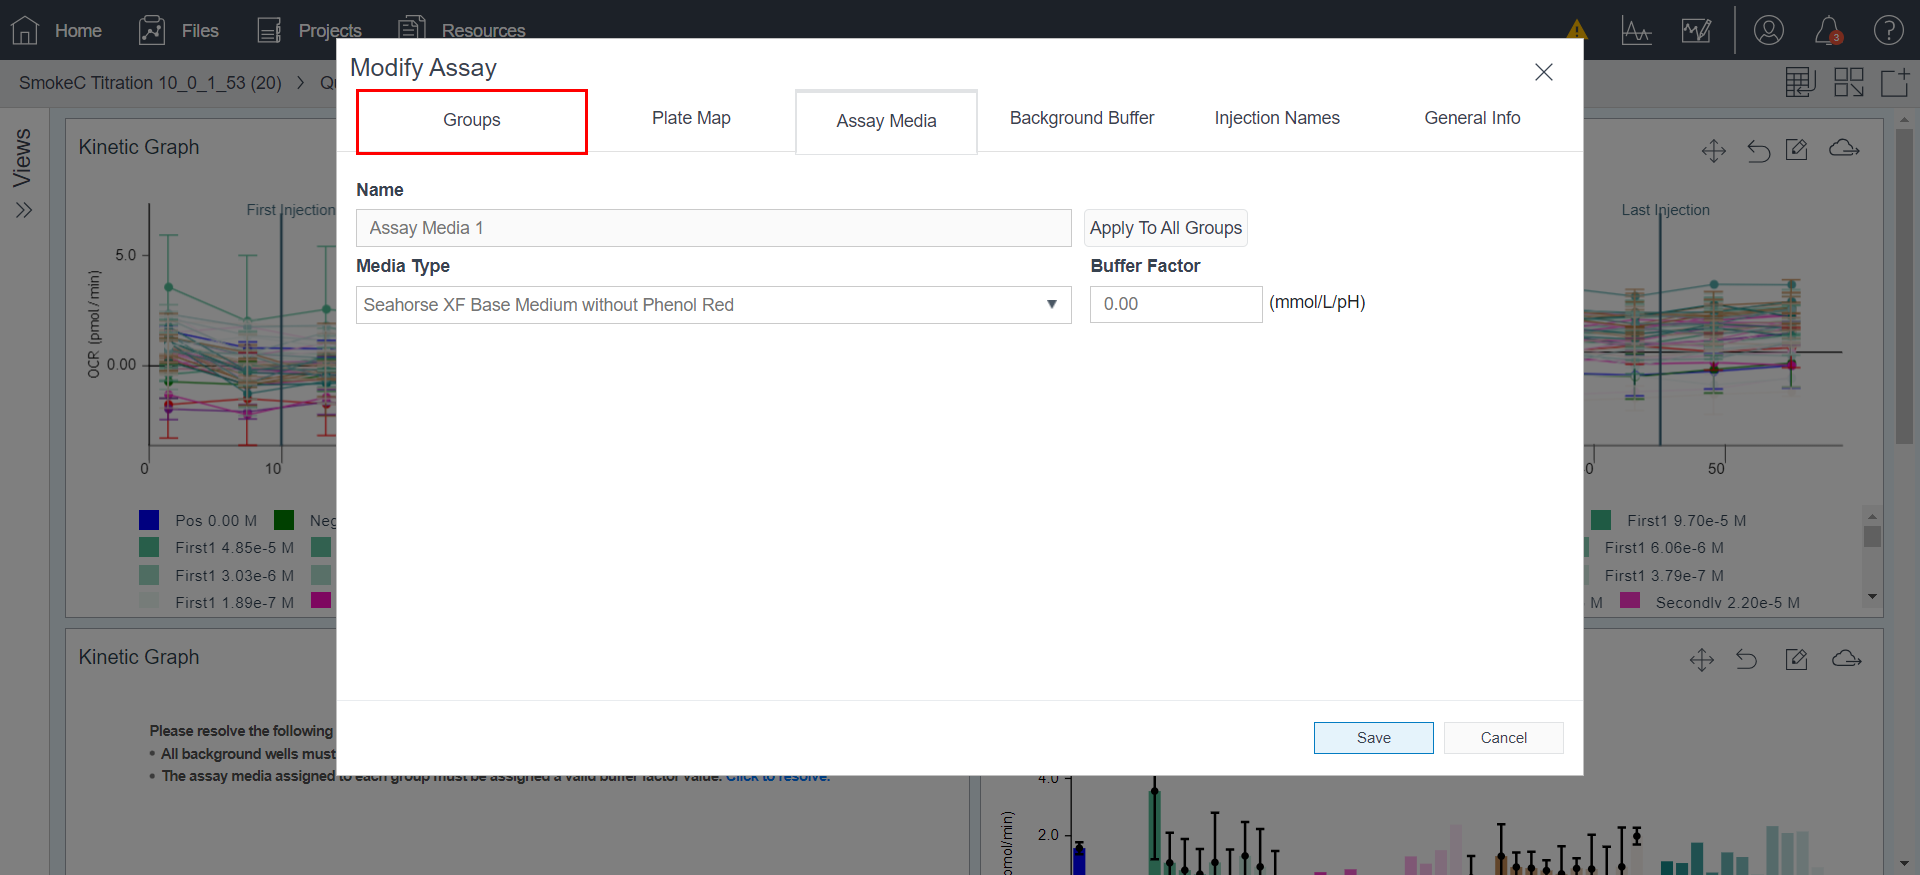 Home
Files
Projects
Resources
3
?
SmokeC Titration 10_0_1_53 (20) > Qu
Views
Modify Assay
Groups
Plate Map
Assay Media
Background Buffer
Injection Names
General Info
Name
Assay Media 1
Apply To All Groups
Media Type
Buffer Factor
Seahorse XF Base Medium without Phenol Red
0.00
(mmol/L/pH)
Save
Cancel
Kinetic Graph
First Injection
Last Injection
OCR (pmol/min)
5.0
0.00
0
10
0
50
Pos 0.00 M
Neg
First1 9.70e-5 M
First1 4.85e-5 M
First1 6.06e-6 M
First1 3.03e-6 M
First1 3.79e-7 M
First1 1.89e-7 M
M
Secondly 2.20e-5 M
Kinetic Graph
Please resolve the following
• All background wells must
• The assay media assigned to each group must be assigned a valid buffer factor value. Click to resolve.
4.0
2.0
pmol/min)